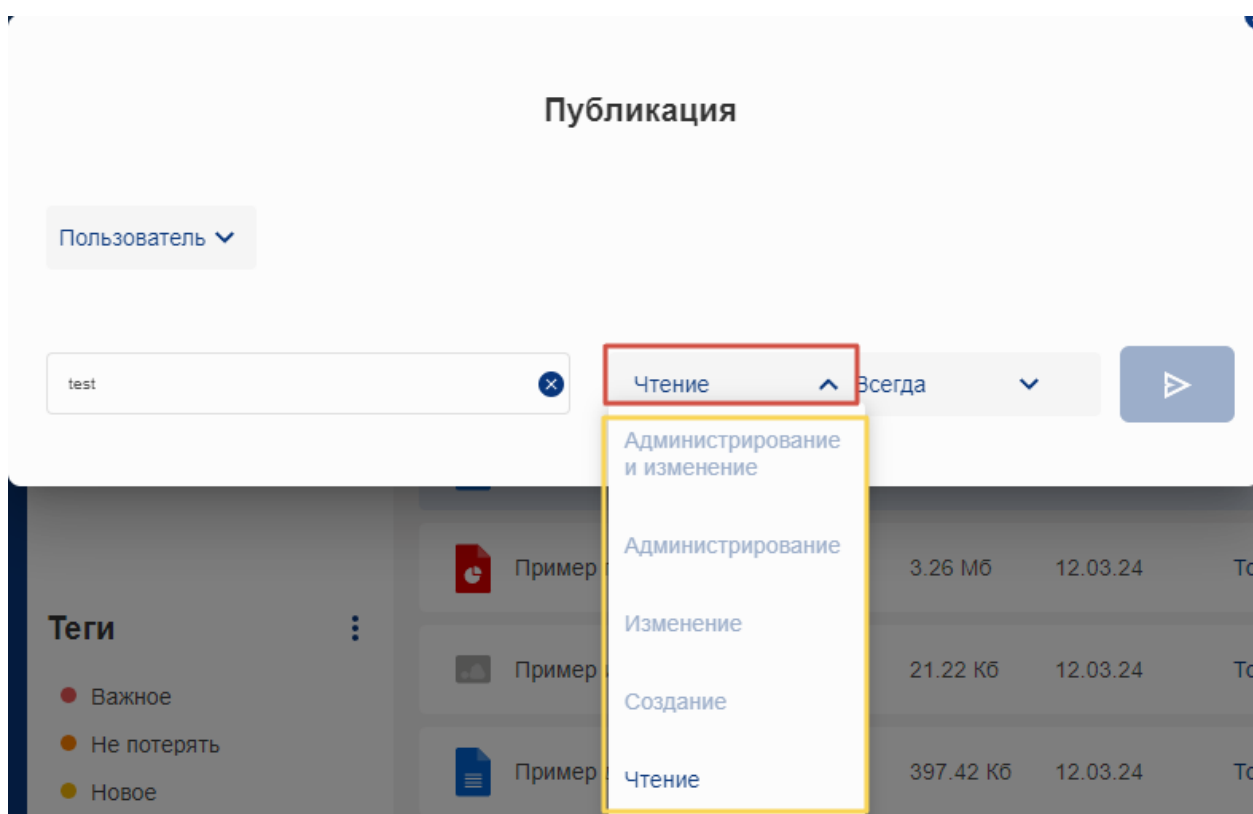 Публикация
Пользователь
test
Чтение
Всегда
Администрирование
и изменение
Администрирование
Изменение
Создание
Чтение
Пример
3.26 Мб
12.03.24
Теги
Пример
21.22 Кб
12.03.24
Важное
Не потерять
Пример
397.42 Кб
12.03.24
Новое